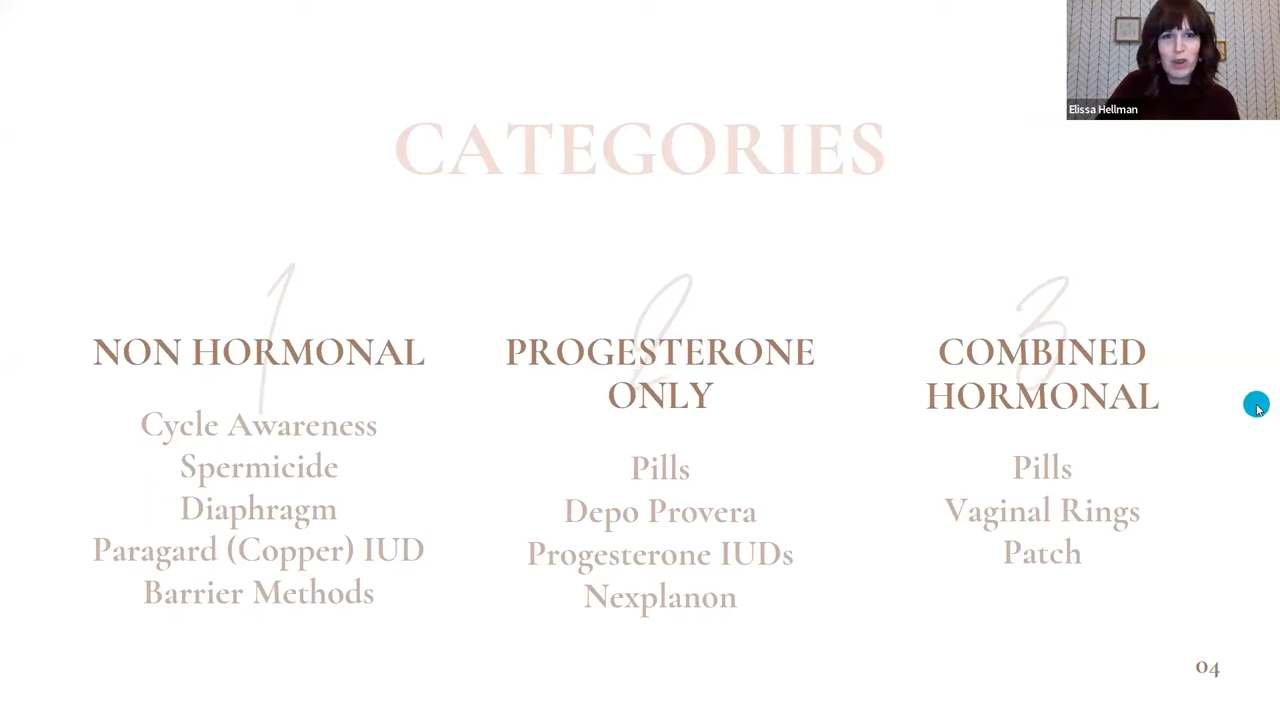 Elissa Hellman
CATEGORIES
1
NON HORMONAL
Cycle Awareness
Spermicide
Diaphragm
Paragard (Copper) IUD
Barrier Methods
2
PROGESTERONE
ONLY
Pills
Depo Provera
Progesterone IUDs
Nexplanon
3
COMBINED
HORMONAL
Pills
Vaginal Rings
Patch
04